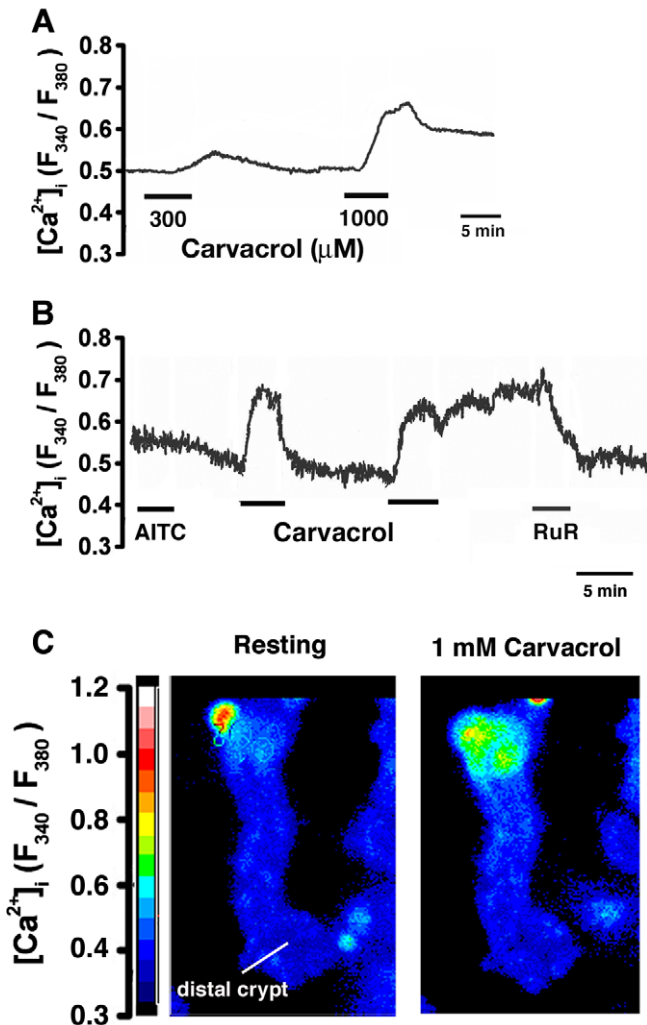 A
[Ca²⁺]ᵢ (F₃₄₀ / F₃₈₀)
0.8
0.7
0.6
0.5
0.4
0.3
300
1000
Carvacrol (μM)
5 min
B
[Ca²⁺]ᵢ (F₃₄₀ / F₃₈₀)
0.8
0.7
0.6
0.5
0.4
0.3
AITC
Carvacrol
RuR
5 min
C
Resting
1 mM Carvacrol
[Ca²⁺]ᵢ (F₃₄₀ / F₃₈₀)
1.2
1.0
0.8
0.6
0.4
0.3
distal crypt